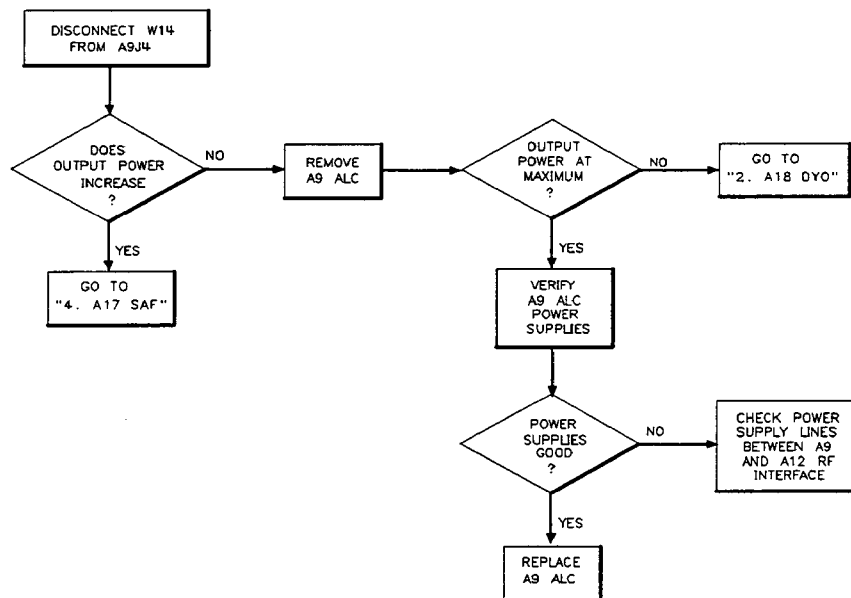 DISCONNECT W14
FROM A9J4
DOES
OUTPUT POWER
INCREASE
?
NO
YES
GO TO
"4. A17 SAF"
REMOVE
A9 ALC
OUTPUT
POWER AT
MAXIMUM
?
NO
GO TO
"2. A18 DYO"
YES
VERIFY
A9 ALC
POWER
SUPPLIES
POWER
SUPPLIES
GOOD
?
NO
CHECK POWER
SUPPLY LINES
BETWEEN A9
AND A12 RF
INTERFACE
YES
REPLACE
A9 ALC